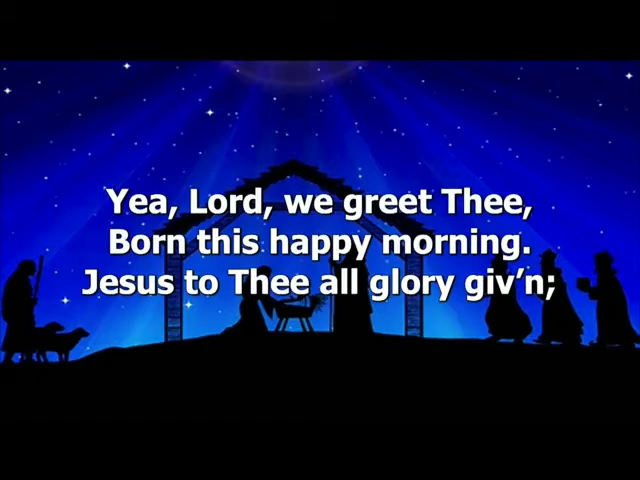 Yea, Lord, we greet Thee,
Born this happy morning.
Jesus to Thee all glory giv’n;